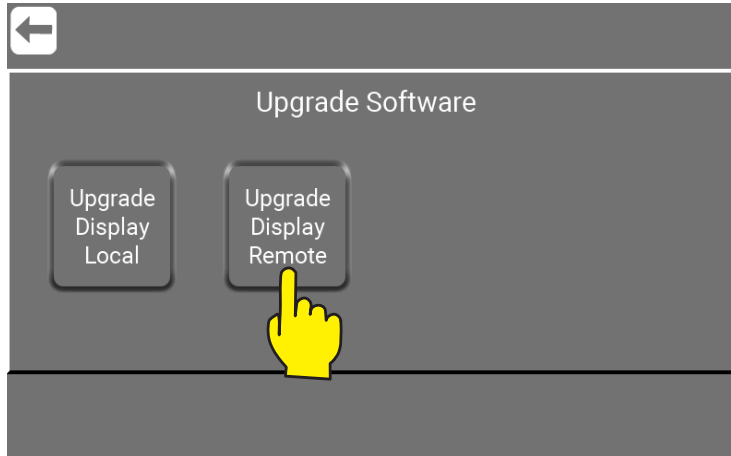 Upgrade Software
Upgrade
Display
Local
Upgrade
Display
Remote